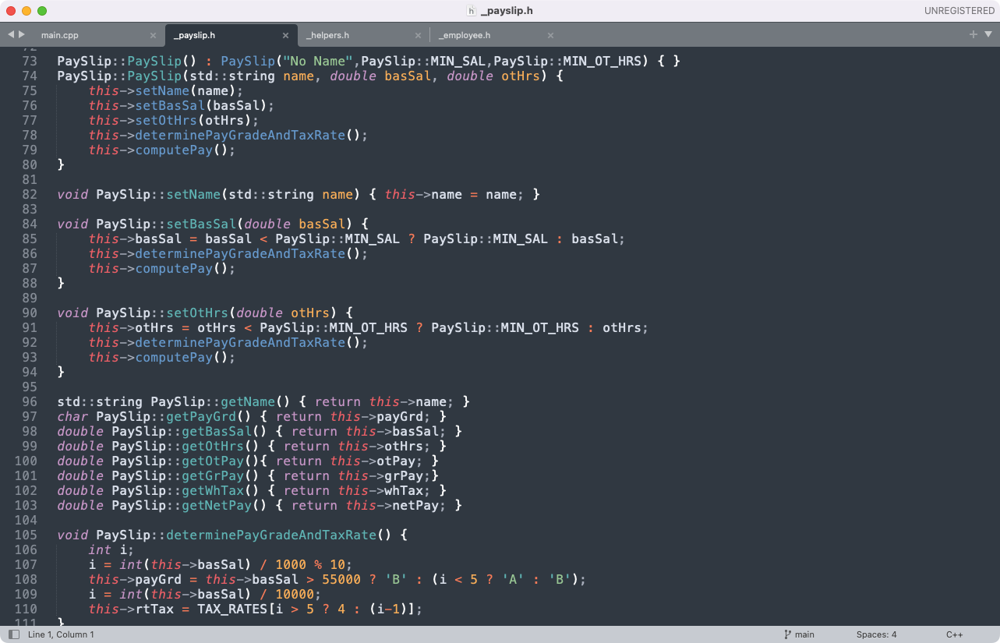 _payslip.h
UNREGISTERED
main.cpp
_payslip.h
_helpers.h
_employee.h
72
73 PaySlip::PaySlip() : PaySlip("No Name",PaySlip::MIN_SAL,PaySlip::MIN_OT_HRS) { }
74 PaySlip::PaySlip(std::string name, double basSal, double otHrs) {
75     this->setName(name);
76     this->setBasSal(basSal);
77     this->setOtHrs(otHrs);
78     this->determinePayGradeAndTaxRate();
79     this->computePay();
80 }
81
82 void PaySlip::setName(std::string name) { this->name = name; }
83
84 void PaySlip::setBasSal(double basSal) {
85     this->basSal = basSal < PaySlip::MIN_SAL ? PaySlip::MIN_SAL : basSal;
86     this->determinePayGradeAndTaxRate();
87     this->computePay();
88 }
89
90 void PaySlip::setOtHrs(double otHrs) {
91     this->otHrs = otHrs < PaySlip::MIN_OT_HRS ? PaySlip::MIN_OT_HRS : otHrs;
92     this->determinePayGradeAndTaxRate();
93     this->computePay();
94 }
95
96 std::string PaySlip::getName() { return this->name; }
97 char PaySlip::getPayGrd() { return this->payGrd; }
98 double PaySlip::getBasSal() { return this->basSal; }
99 double PaySlip::getOtHrs() { return this->otHrs; }
100 double PaySlip::getOtPay(){ return this->otPay; }
101 double PaySlip::getGrPay() { return this->grPay;}
102 double PaySlip::getWhTax() { return this->whTax; }
103 double PaySlip::getNetPay() { return this->netPay; }
104
105 void PaySlip::determinePayGradeAndTaxRate() {
106     int i;
107     i = int(this->basSal) / 1000 % 10;
108     this->payGrd = this->basSal > 55000 ? 'B' : (i < 5 ? 'A' : 'B');
109     i = int(this->basSal) / 10000;
110     this->rtTax = TAX_RATES[i > 5 ? 4 : (i-1)];
111 }
Line 1, Column 1
main
Spaces: 4
C++